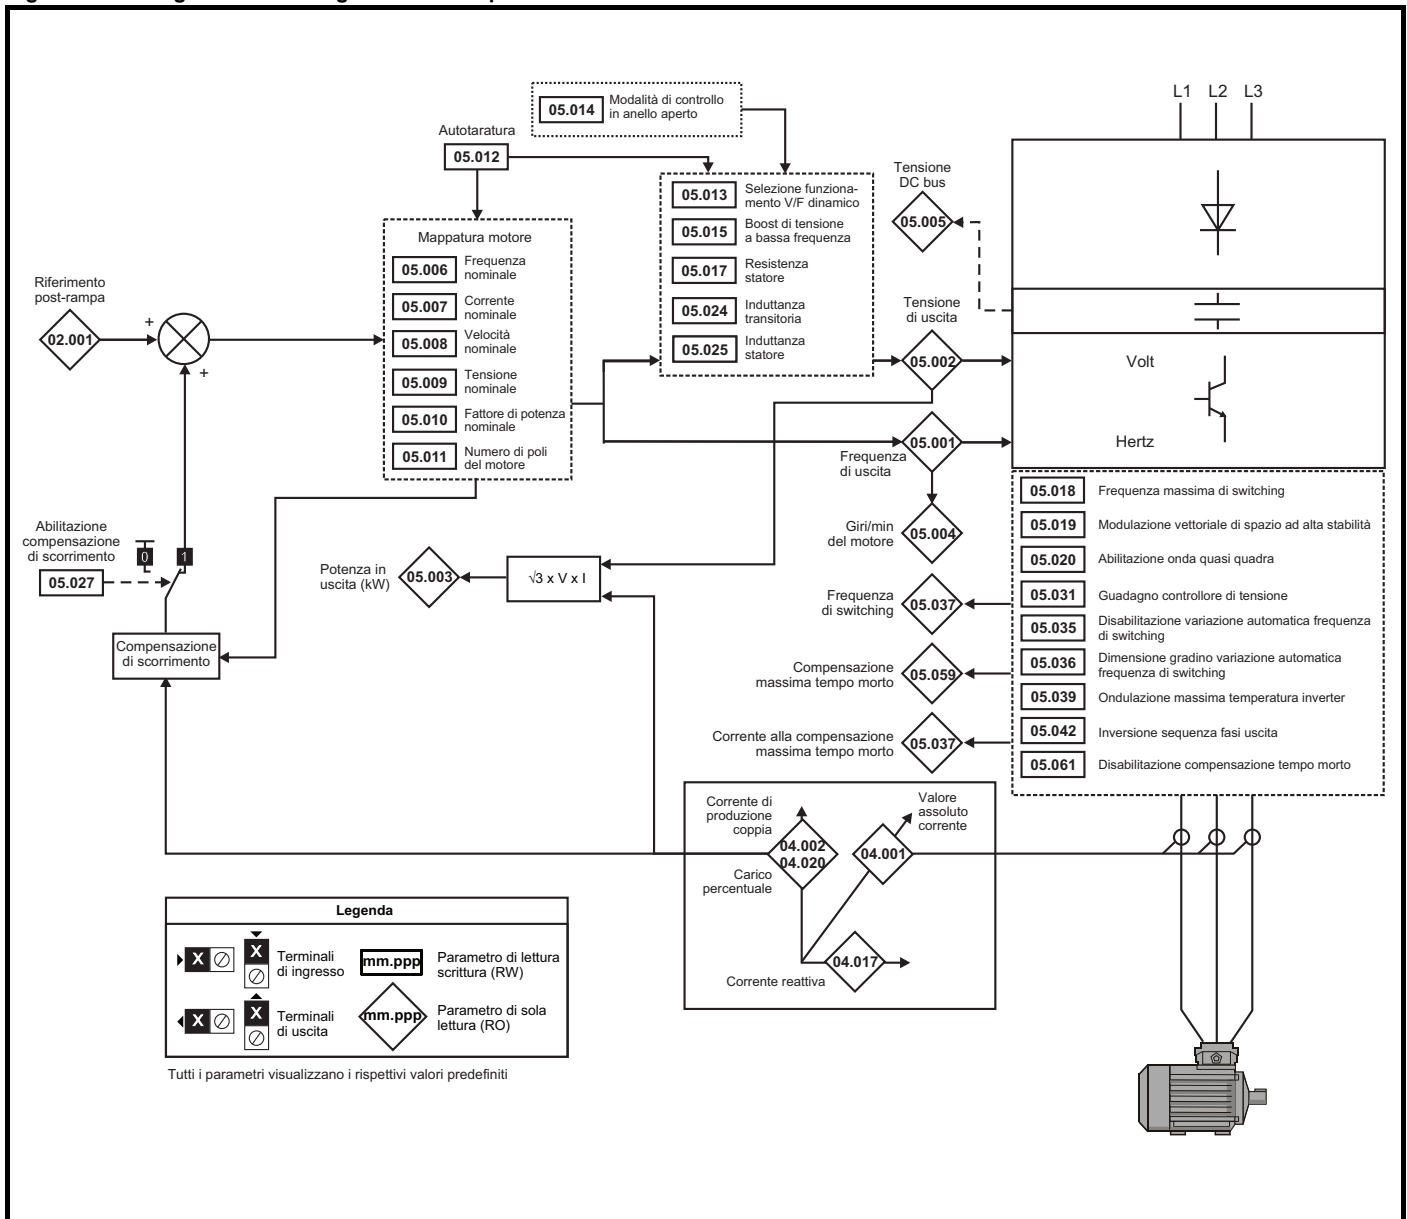 L1 L2 L3
05.014
Modalità di controllo
in anello aperto
Autotaratura
05.012
Tensione
DC bus
05.005
05.013
Selezione funziona-
mento V/F dinamico
05.015
Boost di tensione
a bassa frequenza
05.017
Resistenza
statore
05.024
Induttanza
transitoria
05.025
Induttanza
statore
Mappatura motore
05.006
Frequenza
nominale
05.007
Corrente
nominale
05.008
Velocità
nominale
05.009
Tensione
nominale
05.010
Fattore di potenza
nominale
05.011
Numero di poli
del motore
Riferimento
post-rampa
02.001
+
+
Tensione
di uscita
05.002
Volt
05.001
Hertz
Frequenza
di uscita
Giri/min
del motore
05.004
Abilitazione
compensazione
di scorrimento
05.027
0
1
Potenza in
uscita (kW)
05.003
√3 x V x I
Compensazione
di scorrimento
Frequenza
di switching
05.037
Compensazione
massima tempo morto
05.059
Corrente alla compensazione
massima tempo morto
05.037
05.018
Frequenza massima di switching
05.019
Modulazione vettoriale di spazio ad alta stabilità
05.020
Abilitazione onda quasi quadra
05.031
Guadagno controllore di tensione
05.035
Disabilitazione variazione automatica frequenza
di switching
05.036
Dimensione gradino variazione automatica
frequenza di switching
05.039
Ondulazione massima temperatura inverter
05.042
Inversione sequenza fasi uscita
05.061
Disabilitazione compensazione tempo morto
Corrente di
produzione
coppia
04.002
04.020
Carico
percentuale
Valore
assoluto
corrente
04.001
04.017
Corrente reattiva
Legenda
X
X
Terminali
di ingresso
mm.ppp
Parametro di lettura
scrittura (RW)
X
X
Terminali
di uscita
mm.ppp
Parametro di sola
lettura (RO)
Tutti i parametri visualizzano i rispettivi valori predefiniti